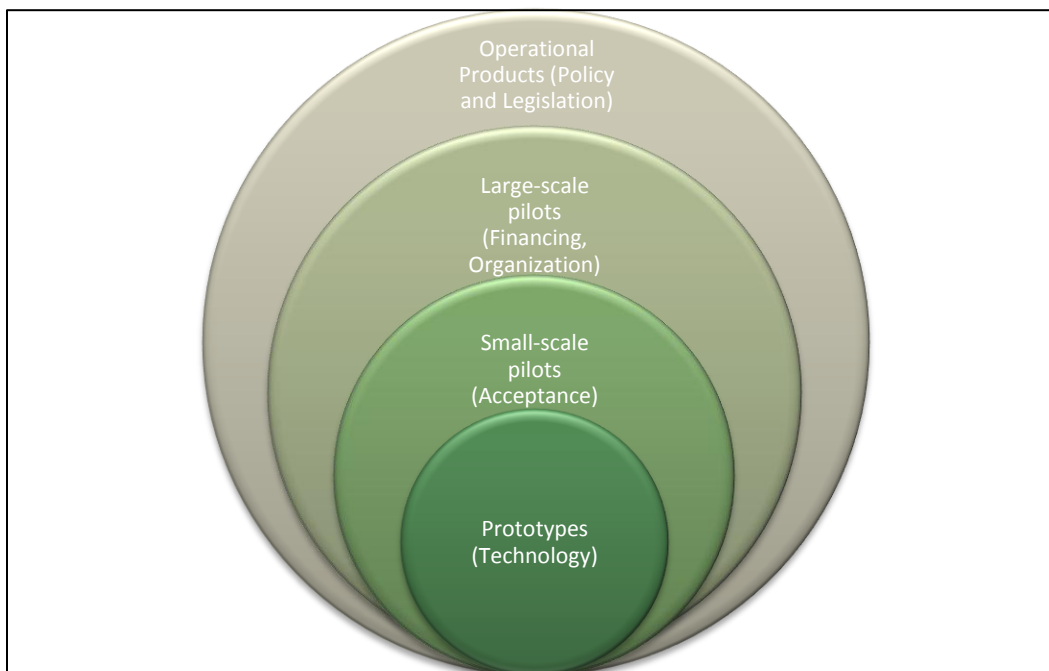 Operational
Products (Policy
and Legislation)
Large-scale
pilots
(Financing,
Organization)
Small-scale
pilots
(Acceptance)
Prototypes
(Technology)